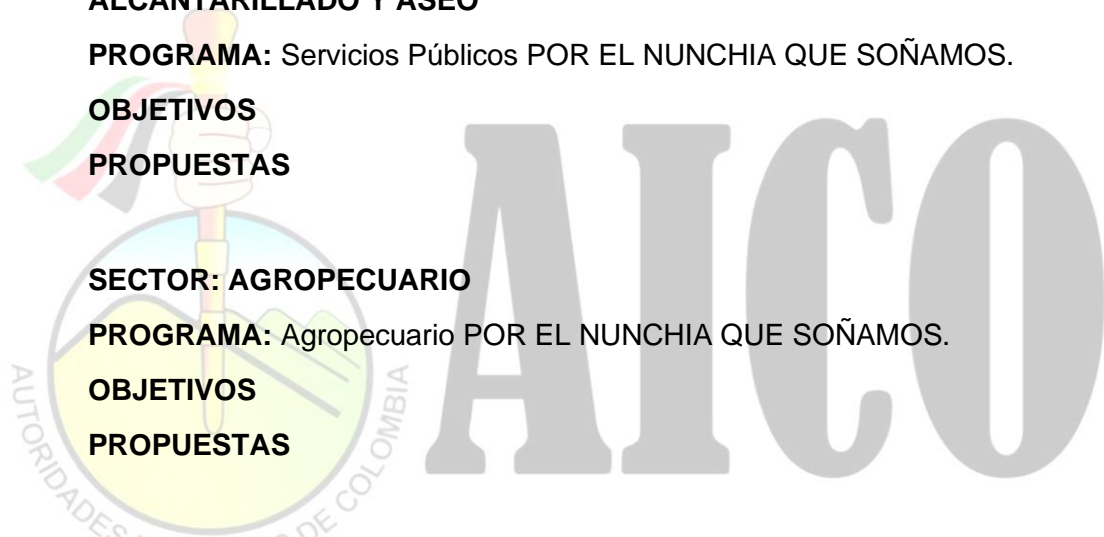 ALCANTARILLADO Y ASEO
PROGRAMA: Servicios Públicos POR EL NUNCHIA QUE SOÑAMOS.
OBJETIVOS
PROPUESTAS
SECTOR: AGROPECUARIO
PROGRAMA: Agropecuario POR EL NUNCHIA QUE SOÑAMOS.
OBJETIVOS
PROPUESTAS
AICO
AUTORIDADES
DE COLOMBIA